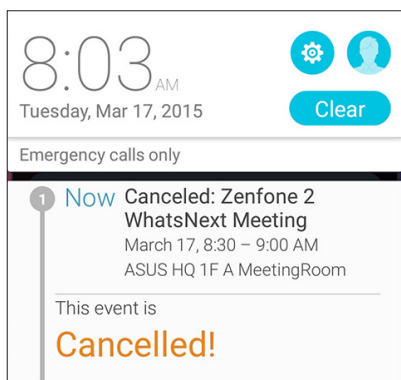 8:03 AM
Tuesday, Mar 17, 2015
Clear
Emergency calls only
1
Now
Canceled: Zenfone 2
WhatsNext Meeting
March 17, 8:30 – 9:00 AM
ASUS HQ 1F A MeetingRoom
This event is
Cancelled!